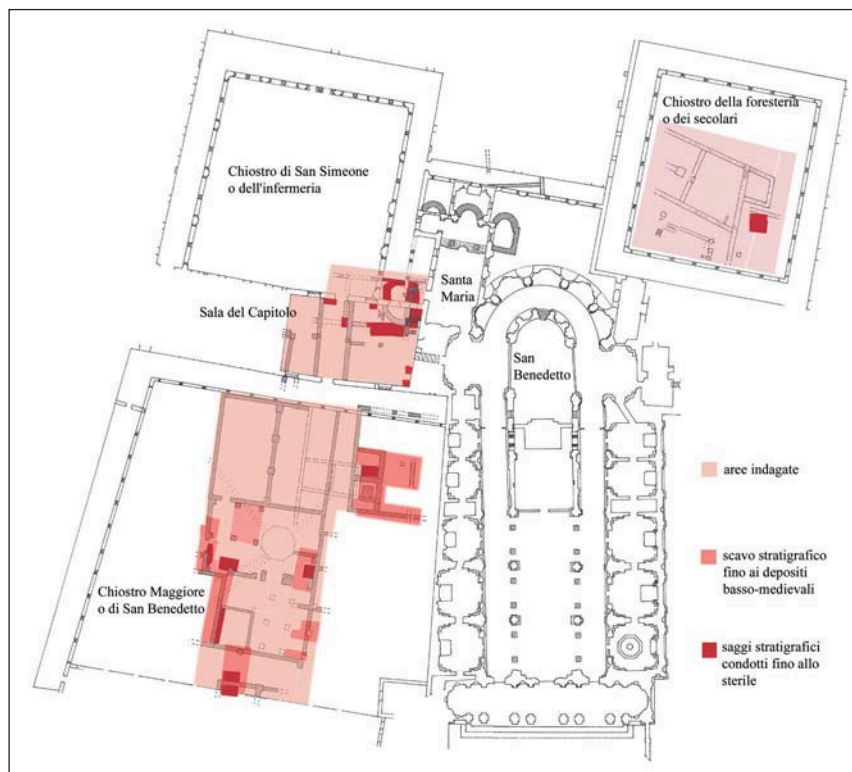 Chiostro della foresteria
o dei secolari
Chiostro di San Simeone
o dell'infermeria
Santa
Maria
Sala del Capitolo
San
Benedetto
aree indagate
scavo stratigrafico
fino ai depositi
basso-medievali
Chiostro Maggiore
o di San Benedetto
saggi stratigrafici
condotti fino allo
sterile